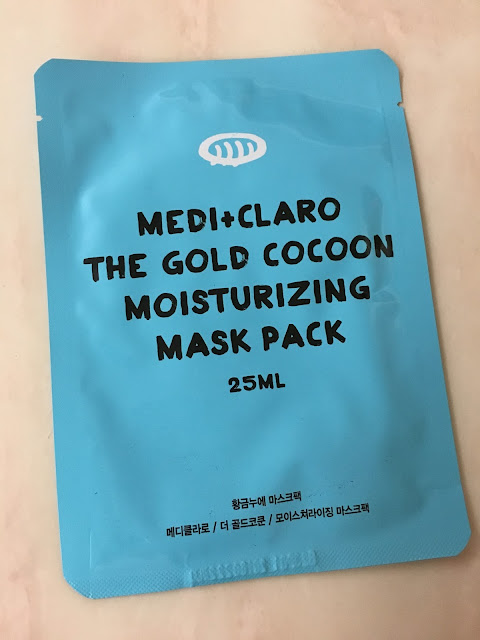 MEDI+CLARO
THE GOLD COCOON
MOISTURIZING
MASK PACK
25ML
황금누에 마스크팩
메디클라로 / 더 골드코쿤 / 모이스쳐라이징 마스크팩